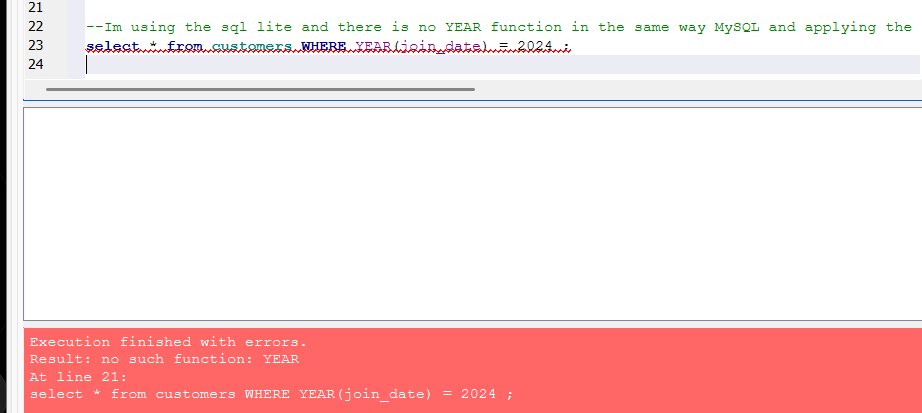 21
22 --Im using the sql lite and there is no YEAR function in the same way MySQL and applying the
23 select * from customers WHERE YEAR(join_date) = 2024 ;
24
Execution finished with errors.
Result: no such function: YEAR
At line 21:
select * from customers WHERE YEAR(join_date) = 2024 ;